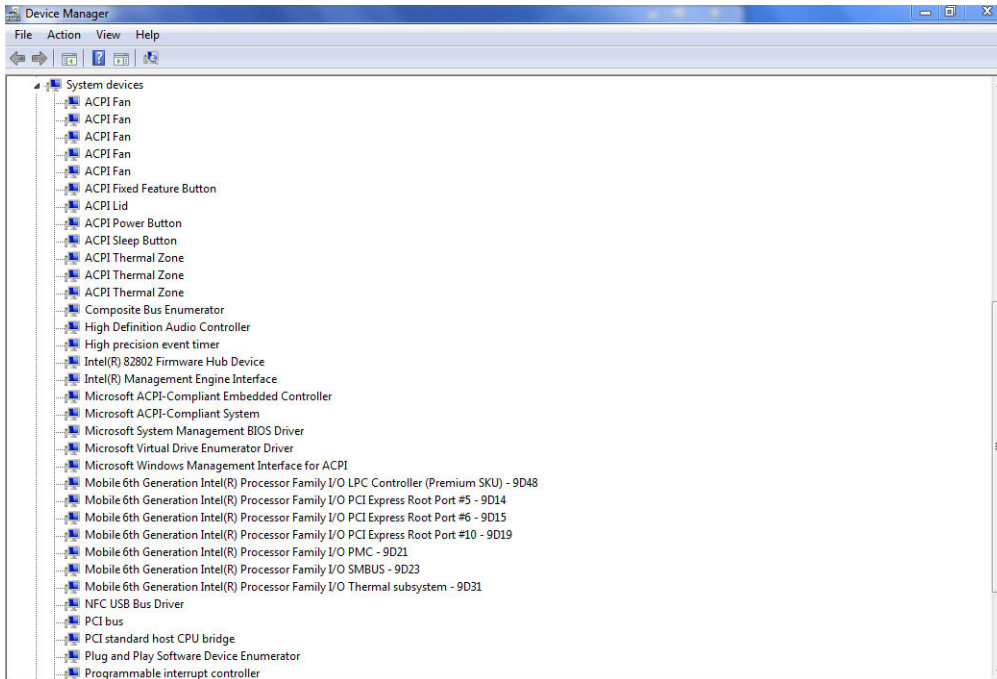 Device Manager
File Action View Help
System devices
ACPI Fan
ACPI Fan
ACPI Fan
ACPI Fan
ACPI Fan
ACPI Fixed Feature Button
ACPI Lid
ACPI Power Button
ACPI Sleep Button
ACPI Thermal Zone
ACPI Thermal Zone
ACPI Thermal Zone
Composite Bus Enumerator
High Definition Audio Controller
High precision event timer
Intel(R) 82802 Firmware Hub Device
Intel(R) Management Engine Interface
Microsoft ACPI-Compliant Embedded Controller
Microsoft ACPI-Compliant System
Microsoft System Management BIOS Driver
Microsoft Virtual Drive Enumerator Driver
Microsoft Windows Management Interface for ACPI
Mobile 6th Generation Intel(R) Processor Family I/O LPC Controller (Premium SKU) - 9D48
Mobile 6th Generation Intel(R) Processor Family I/O PCI Express Root Port #5 - 9D14
Mobile 6th Generation Intel(R) Processor Family I/O PCI Express Root Port #6 - 9D15
Mobile 6th Generation Intel(R) Processor Family I/O PCI Express Root Port #10 - 9D19
Mobile 6th Generation Intel(R) Processor Family I/O PMC - 9D21
Mobile 6th Generation Intel(R) Processor Family I/O SMBUS - 9D23
Mobile 6th Generation Intel(R) Processor Family I/O Thermal subsystem - 9D31
NFC USB Bus Driver
PCI bus
PCI standard host CPU bridge
Plug and Play Software Device Enumerator
Programmable interrupt controller